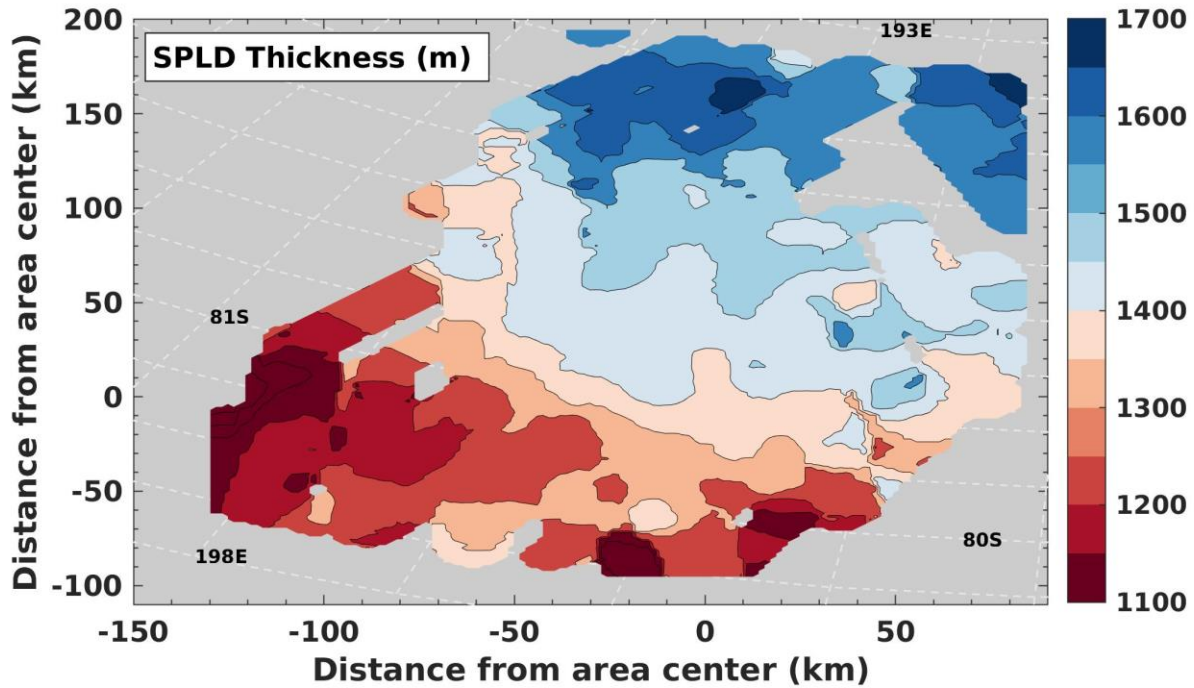 SPLD Thickness (m)
193E
81S
198E
80S
200
150
100
50
0
-50
-100
Distance from area center (km)
-150
-100
-50
0
50
Distance from area center (km)
1700
1600
1500
1400
1300
1200
1100